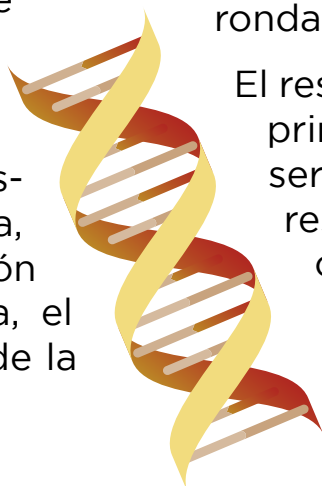 e
s-
a,
ón
a, el
de la
ronda
El res
prin
ser
re